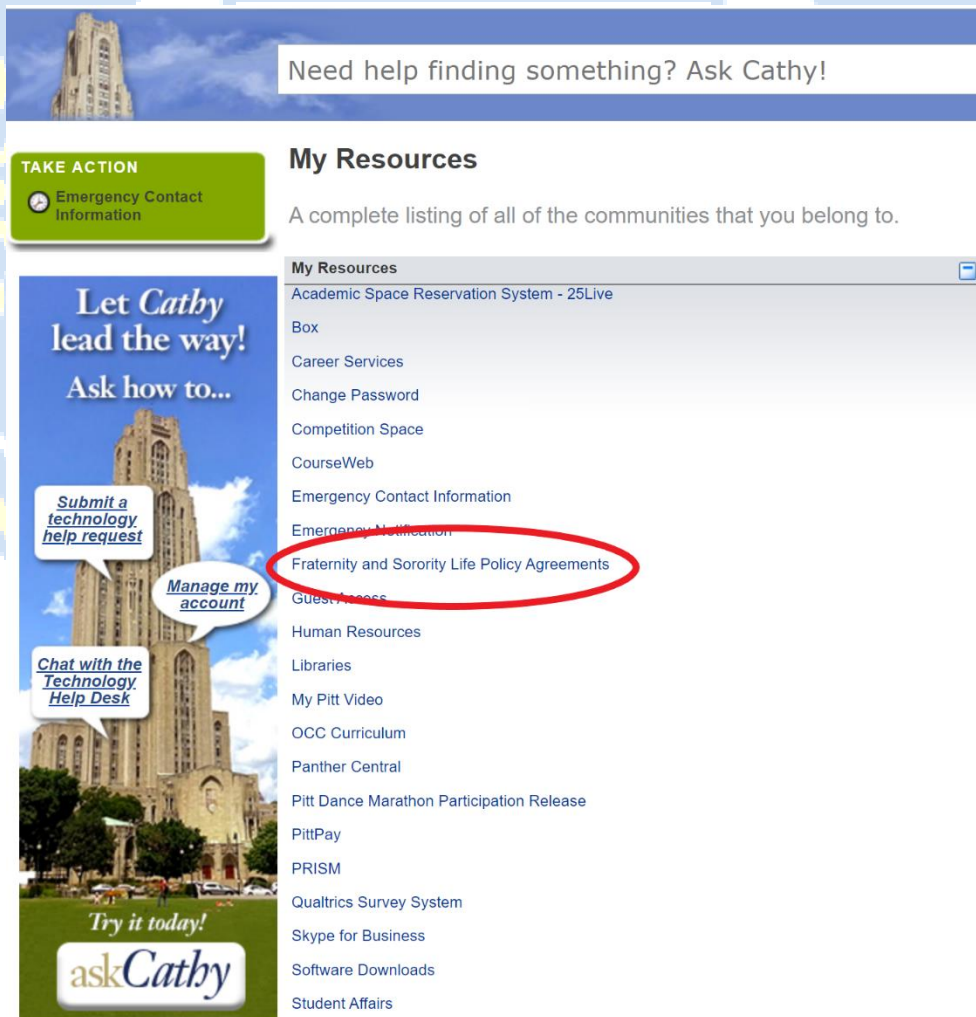 Need help finding something? Ask Cathy!
TAKE ACTION
Emergency Contact
Information
Let Cathy
lead the way!
Ask how to...
Submit a
technology
help request
Manage my
account
Chat with the
Technology
Help Desk
Try it today!
askCathy
My Resources
A complete listing of all of the communities that you belong to.
My Resources
Academic Space Reservation System - 25Live
Box
Career Services
Change Password
Competition Space
CourseWeb
Emergency Contact Information
Emergency Notification
Fraternity and Sorority Life Policy Agreements
Guest Access
Human Resources
Libraries
My Pitt Video
OCC Curriculum
Panther Central
Pitt Dance Marathon Participation Release
PittPay
PRISM
Qualtrics Survey System
Skype for Business
Software Downloads
Student Affairs